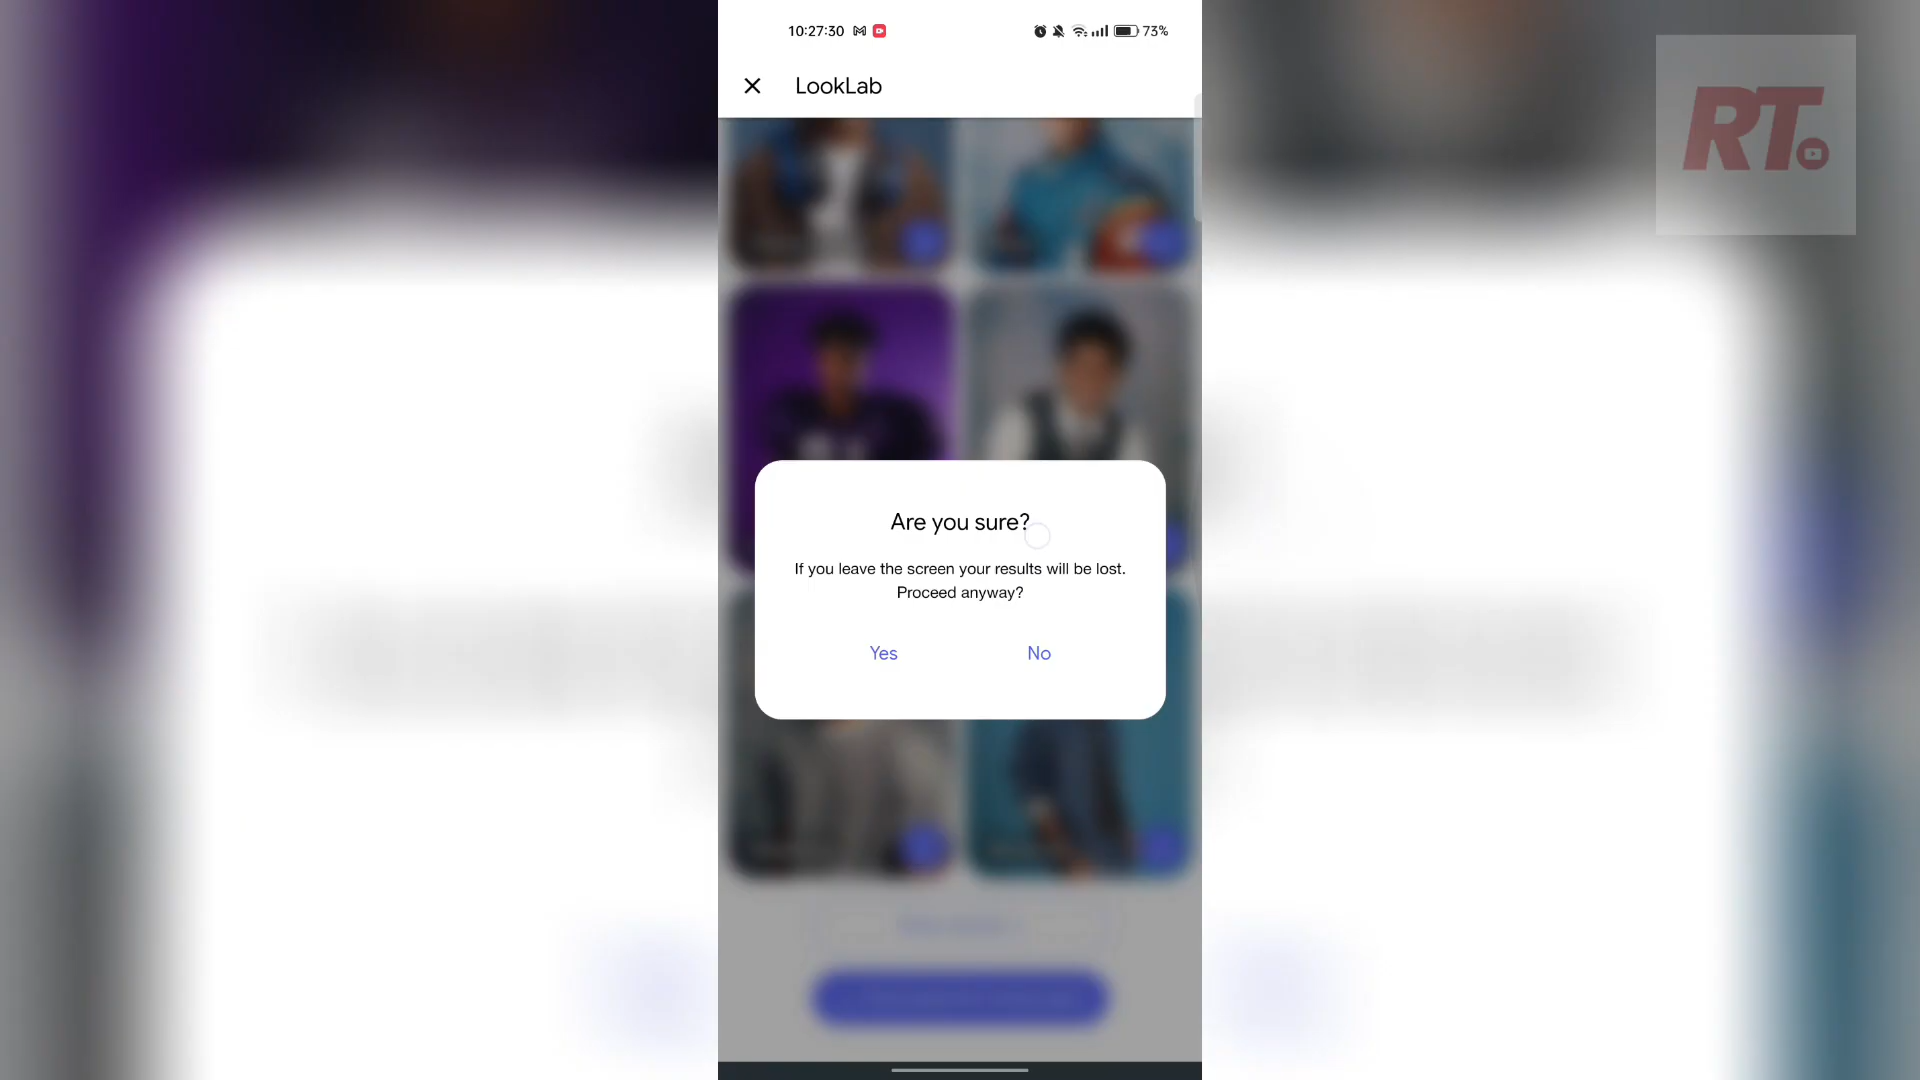 10:27:30
73%
RT
LookLab
Are you sure?
If you leave the screen your results will be lost.
Proceed anyway?
Yes
No